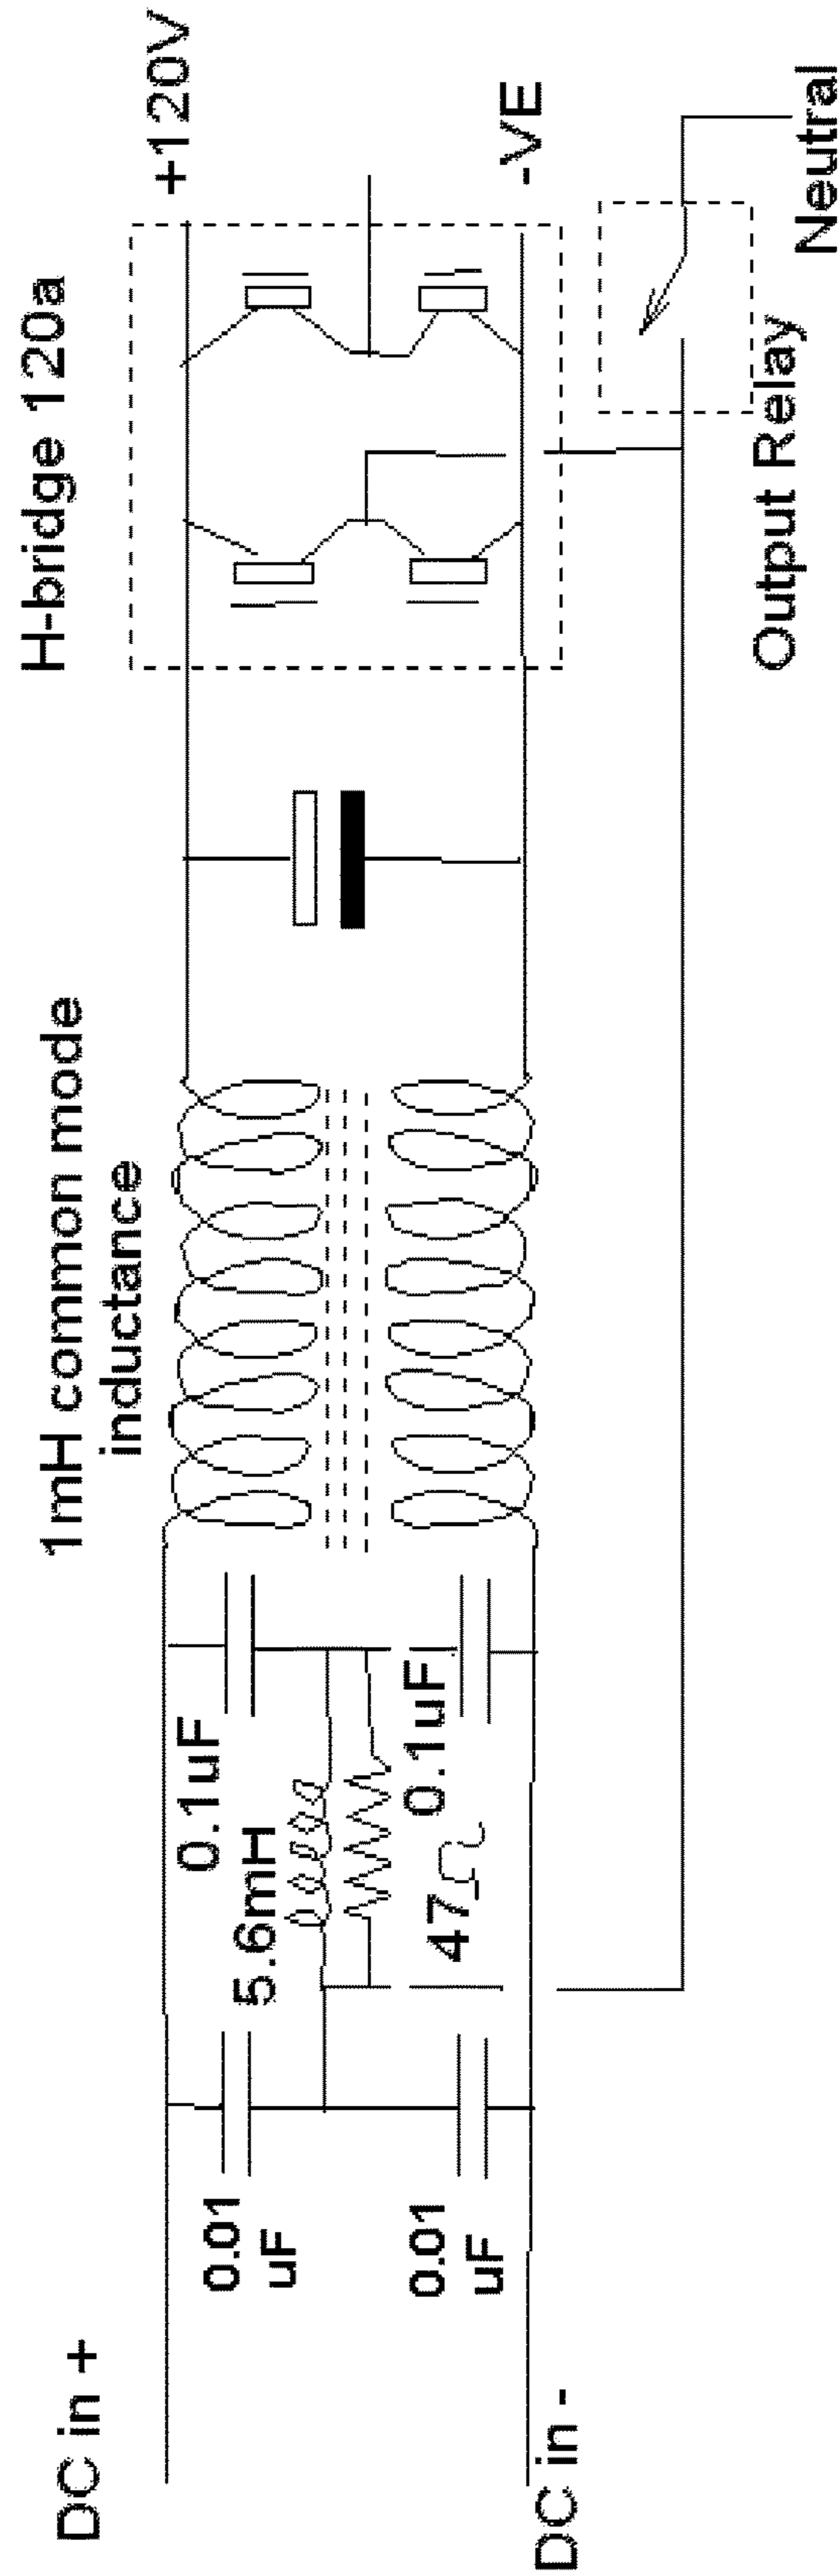 DC in +
DC in -
0.01
uF
0.01
uF
5.6mH
47Ω
0.1uF
0.1uF
1mH common mode
inductance
H-bridge 120a
+120V
-VE
Output Relay
Neutral